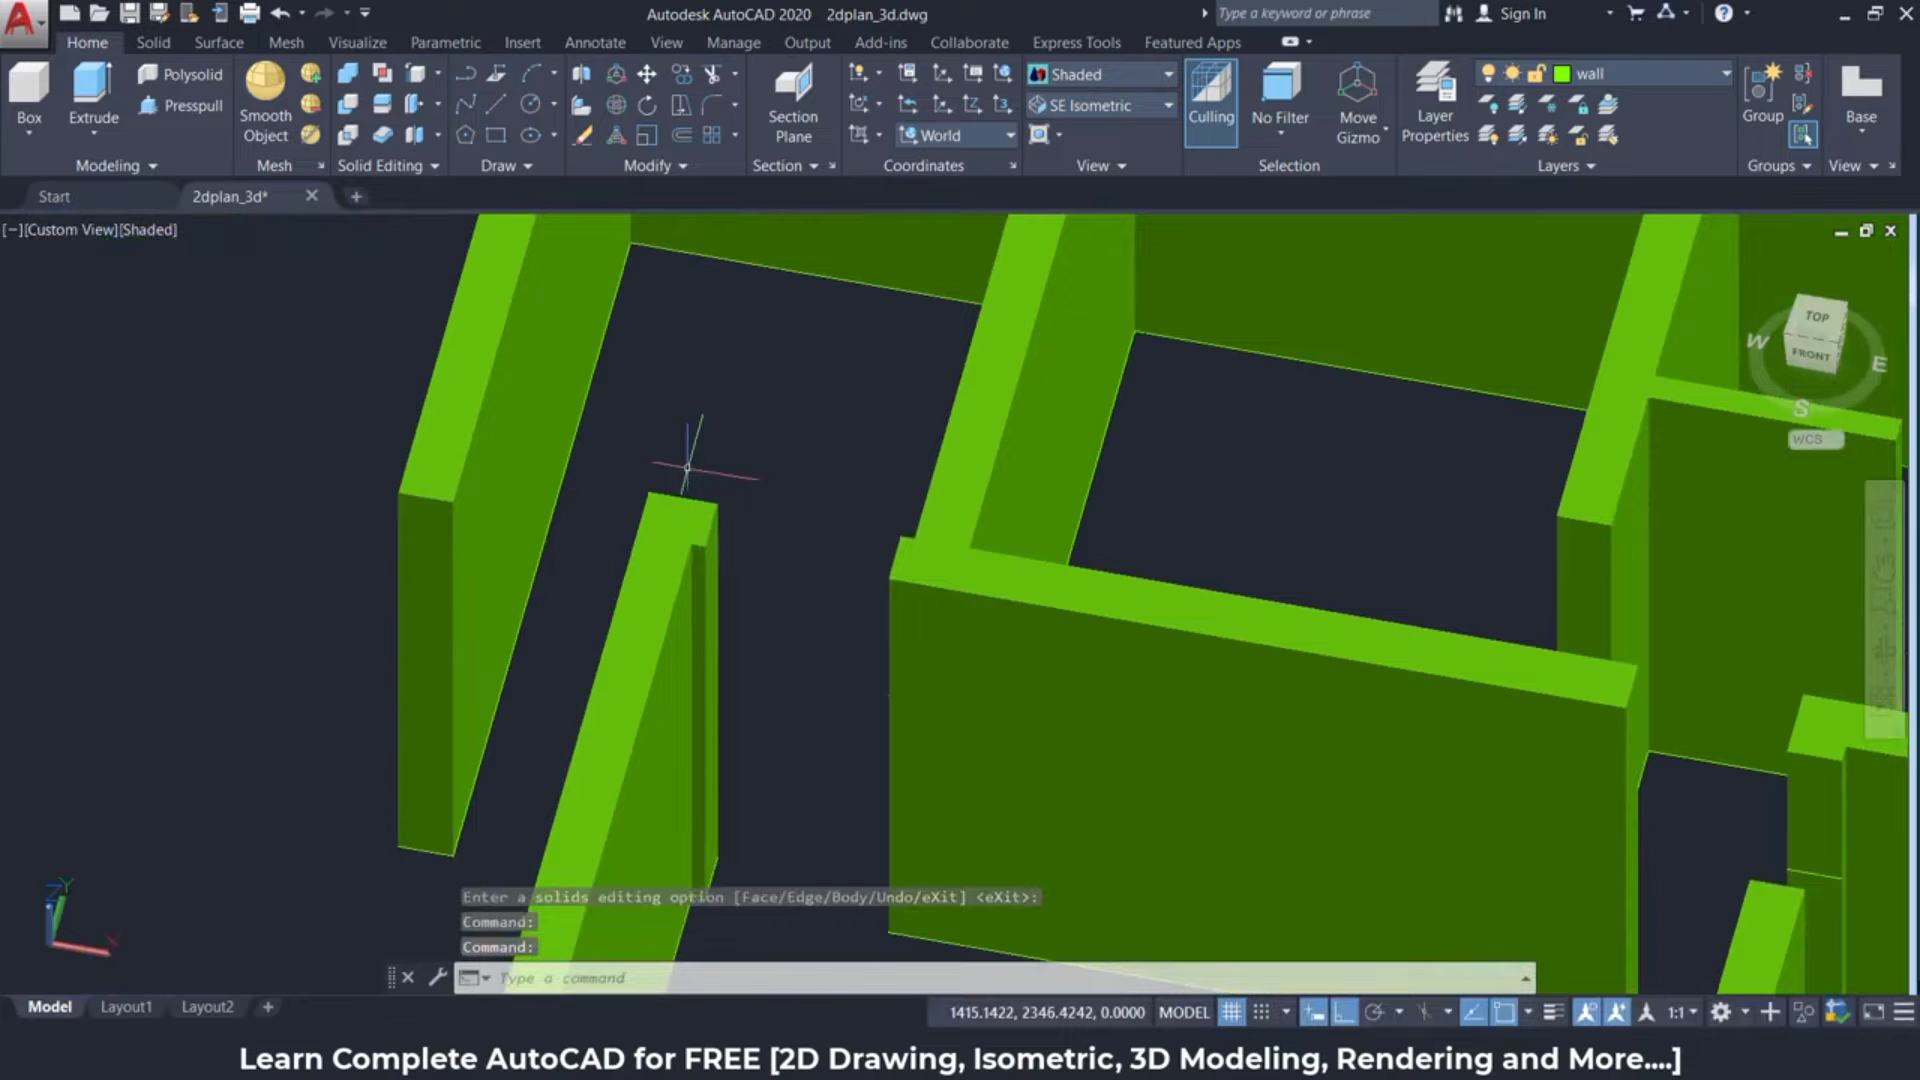 Autodesk AutoCAD 2020 2dplan_3d.dwg
Type a keyword or phrase
Sign In
Home Solid Surface Mesh Visualize Parametric Insert Annotate View Manage Output Add-ins Collaborate Express Tools Featured Apps
Box
Extrude
Polysolid
Presspull
Smooth
Object
Section
Plane
World
Shaded
SE Isometric
Culling
No Filter
Move
Gizmo
Layer
Properties
wall
Group
Base
Modeling Mesh Solid Editing Draw Modify Section Coordinates View Selection Layers Groups View
Start 2dplan_3d*
[−][Custom View][Shaded]
TOP
FRONT
W
E
S
WCS
Z
Y
X
Enter a solids editing option [Face/Edge/Body/Undo/eXit] <eXit>:
Command:
Command:
Type a command
Model Layout1 Layout2
1415.1422, 2346.4242, 0.0000 MODEL 1:1
Learn Complete AutoCAD for FREE [2D Drawing, Isometric, 3D Modeling, Rendering and More....]